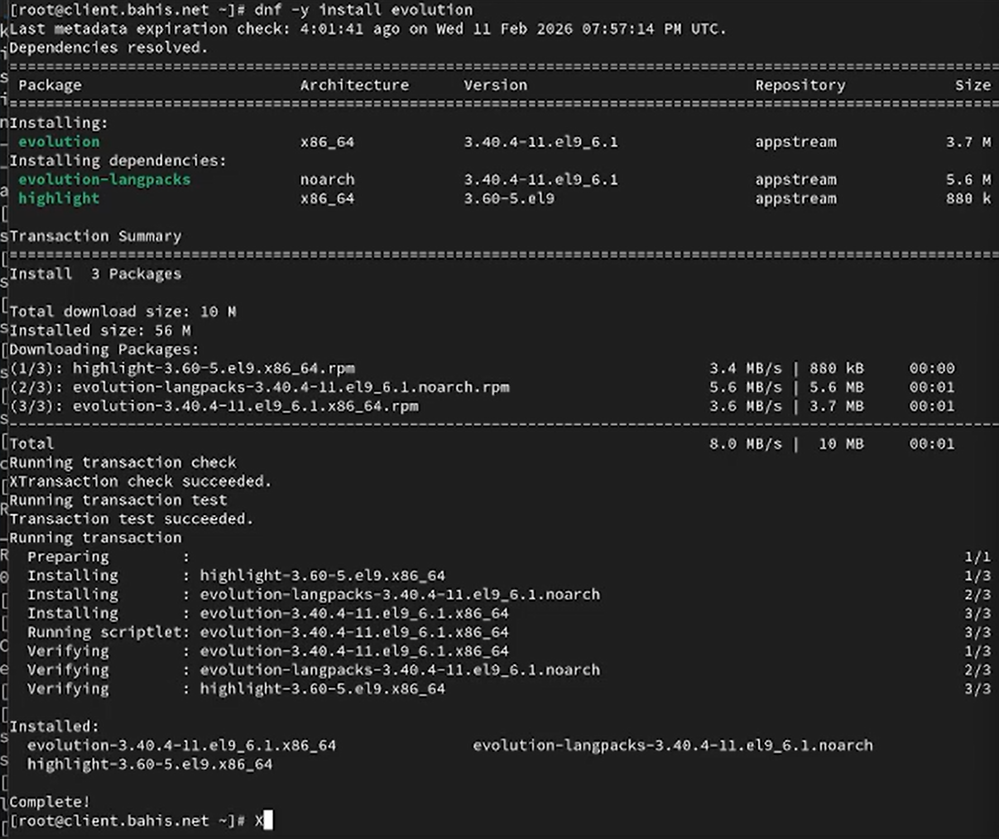 [root@client.bahis.net ~]# dnf -y install evolution
Last metadata expiration check: 4:01:41 ago on Wed 11 Feb 2026 07:57:14 PM UTC.
Dependencies resolved.
Package Architecture Version Repository Size
Installing:
evolution x86_64 3.40.4-11.el9_6.1 appstream 3.7 M
Installing dependencies:
evolution-langpacks noarch 3.40.4-11.el9_6.1 appstream 5.6 M
highlight x86_64 3.60-5.el9 appstream 880 k
Transaction Summary
Install 3 Packages
Total download size: 10 M
Installed size: 56 M
Downloading Packages:
(1/3): highlight-3.60-5.el9.x86_64.rpm 3.4 MB/s | 880 kB 00:00
(2/3): evolution-langpacks-3.40.4-11.el9_6.1.noarch.rpm 5.6 MB/s | 5.6 MB 00:01
(3/3): evolution-3.40.4-11.el9_6.1.x86_64.rpm 3.6 MB/s | 3.7 MB 00:01
Total 8.0 MB/s | 10 MB 00:01
Running transaction check
XTransaction check succeeded.
Running transaction test
Transaction test succeeded.
Running transaction
Preparing : 1/1
Installing : highlight-3.60-5.el9.x86_64 1/3
Installing : evolution-langpacks-3.40.4-11.el9_6.1.noarch 2/3
Installing : evolution-3.40.4-11.el9_6.1.x86_64 3/3
Running scriptlet: evolution-3.40.4-11.el9_6.1.x86_64 3/3
Verifying : evolution-3.40.4-11.el9_6.1.x86_64 1/3
Verifying : evolution-langpacks-3.40.4-11.el9_6.1.noarch 2/3
Verifying : highlight-3.60-5.el9.x86_64 3/3
Installed:
evolution-3.40.4-11.el9_6.1.x86_64 evolution-langpacks-3.40.4-11.el9_6.1.noarch
highlight-3.60-5.el9.x86_64
Complete!
[root@client.bahis.net ~]# X